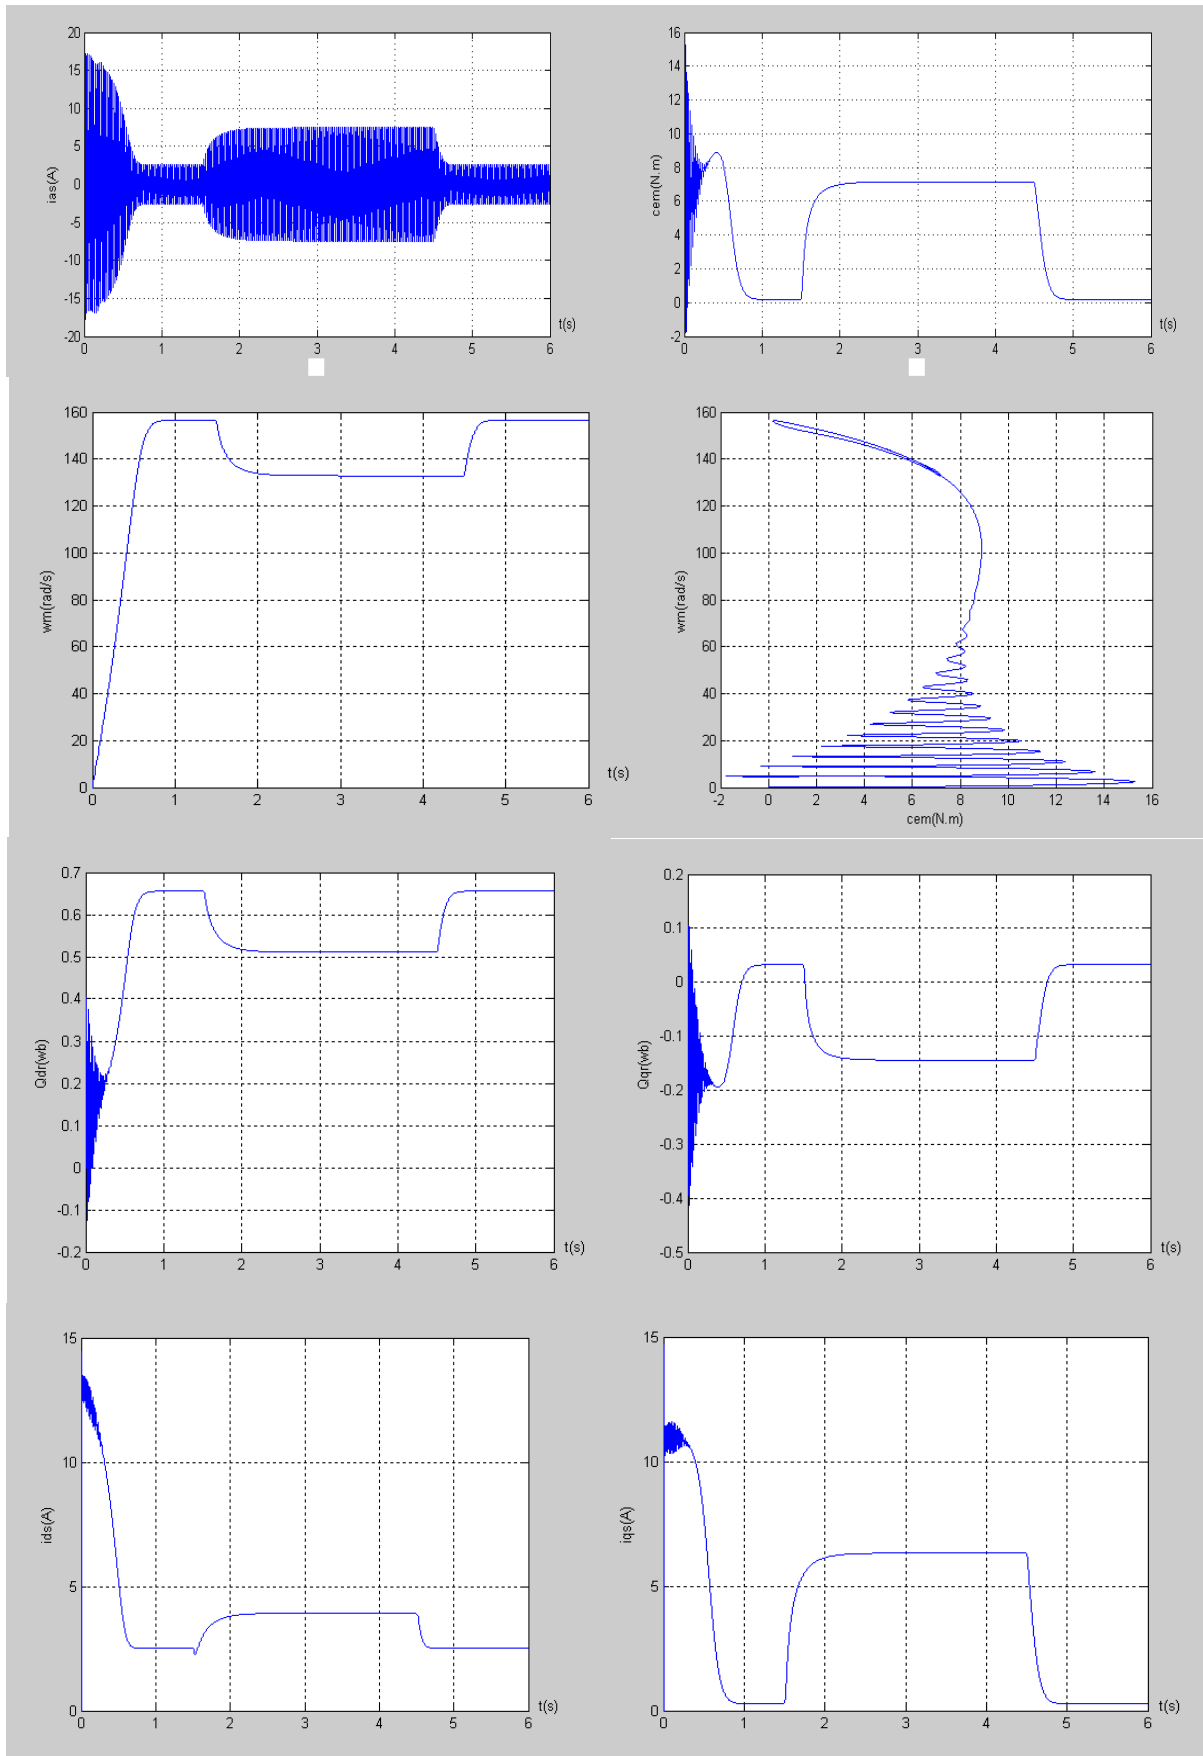 20
15
10
5
0
-5
-10
-15
-20
ias(A)
0 1 2 3 4 5 6
t(s)
16
14
12
10
8
6
4
2
0
-2
cem(N.m)
0 1 2 3 4 5 6
t(s)
160
140
120
100
80
60
40
20
0
wm(rad/s)
0 1 2 3 4 5 6
t(s)
160
140
120
100
80
60
40
20
0
wm(rad/s)
-2 0 2 4 6 8 10 12 14 16
cem(N.m)
0.7
0.6
0.5
0.4
0.3
0.2
0.1
0
-0.1
-0.2
Qdr(wb)
0 1 2 3 4 5 6
t(s)
0.2
0.1
0
-0.1
-0.2
-0.3
-0.4
-0.5
Qqr(wb)
0 1 2 3 4 5 6
t(s)
15
10
5
0
ids(A)
0 1 2 3 4 5 6
t(s)
15
10
5
0
iqs(A)
0 1 2 3 4 5 6
t(s)